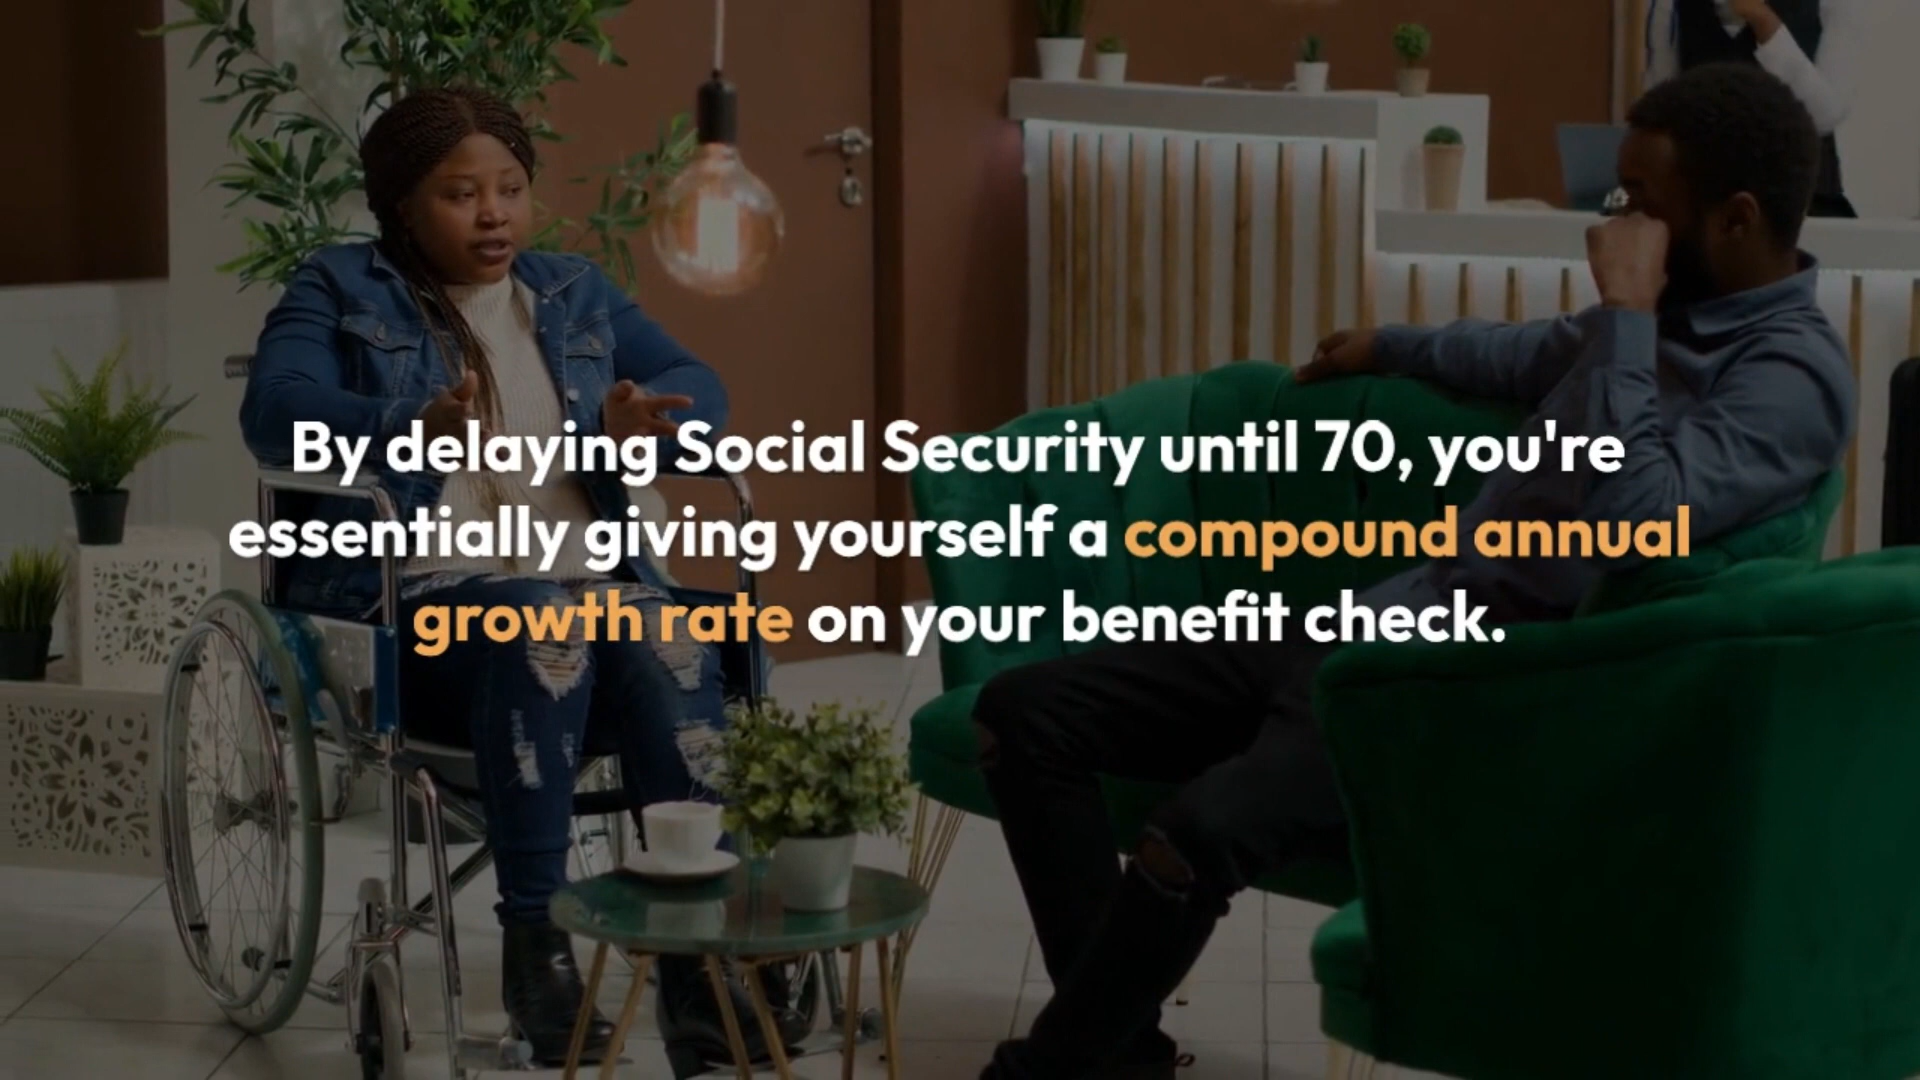 By delaying Social Security until 70, you're
essentially giving yourself a compound annual
growth rate on your benefit check.